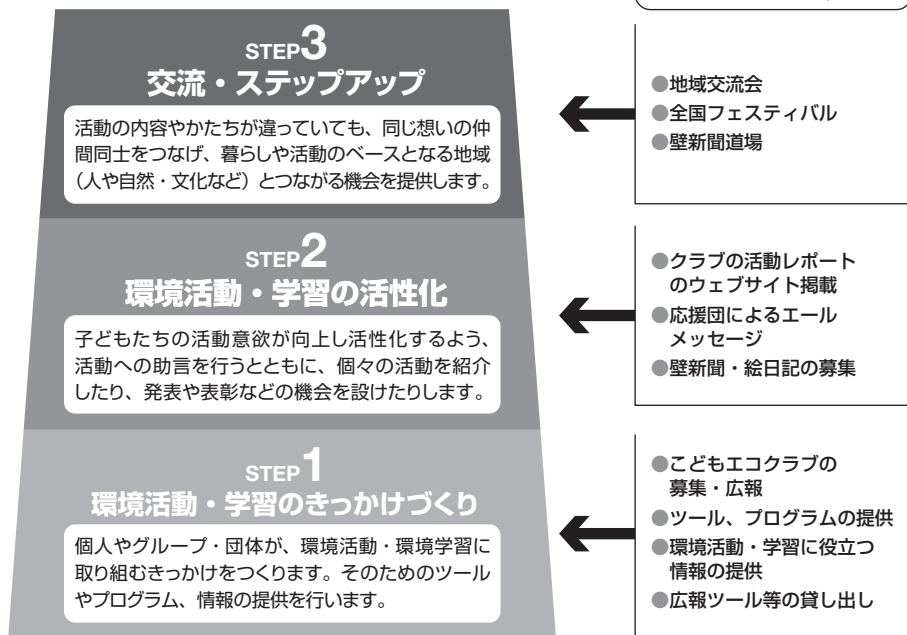 STEP3
交流・ステップアップ
活動の内容やかたちが違っていても、同じ想いの仲
間同士をつなげ、暮らしや活動のベースとなる地域
（人や自然・文化など）とつながる機会を提供します。
●地域交流会
●全国フェスティバル
●壁新聞道場
STEP2
環境活動・学習の活性化
子どもたちの活動意欲が向上し活性化するよう、
活動への助言を行うとともに、個々の活動を紹介
したり、発表や表彰などの機会を設けたりします。
●クラブの活動レポート
のウェブサイト掲載
●応援団によるエール
メッセージ
●壁新聞・絵日記の募集
STEP1
環境活動・学習のきっかけづくり
個人やグループ・団体が、環境活動・環境学習に
取り組むきっかけをつくります。そのためのツール
やプログラム、情報の提供を行います。
●こどもエコクラブの
募集・広報
●ツール、プログラムの提供
●環境活動・学習に役立つ
情報の提供
●広報ツール等の貸し出し